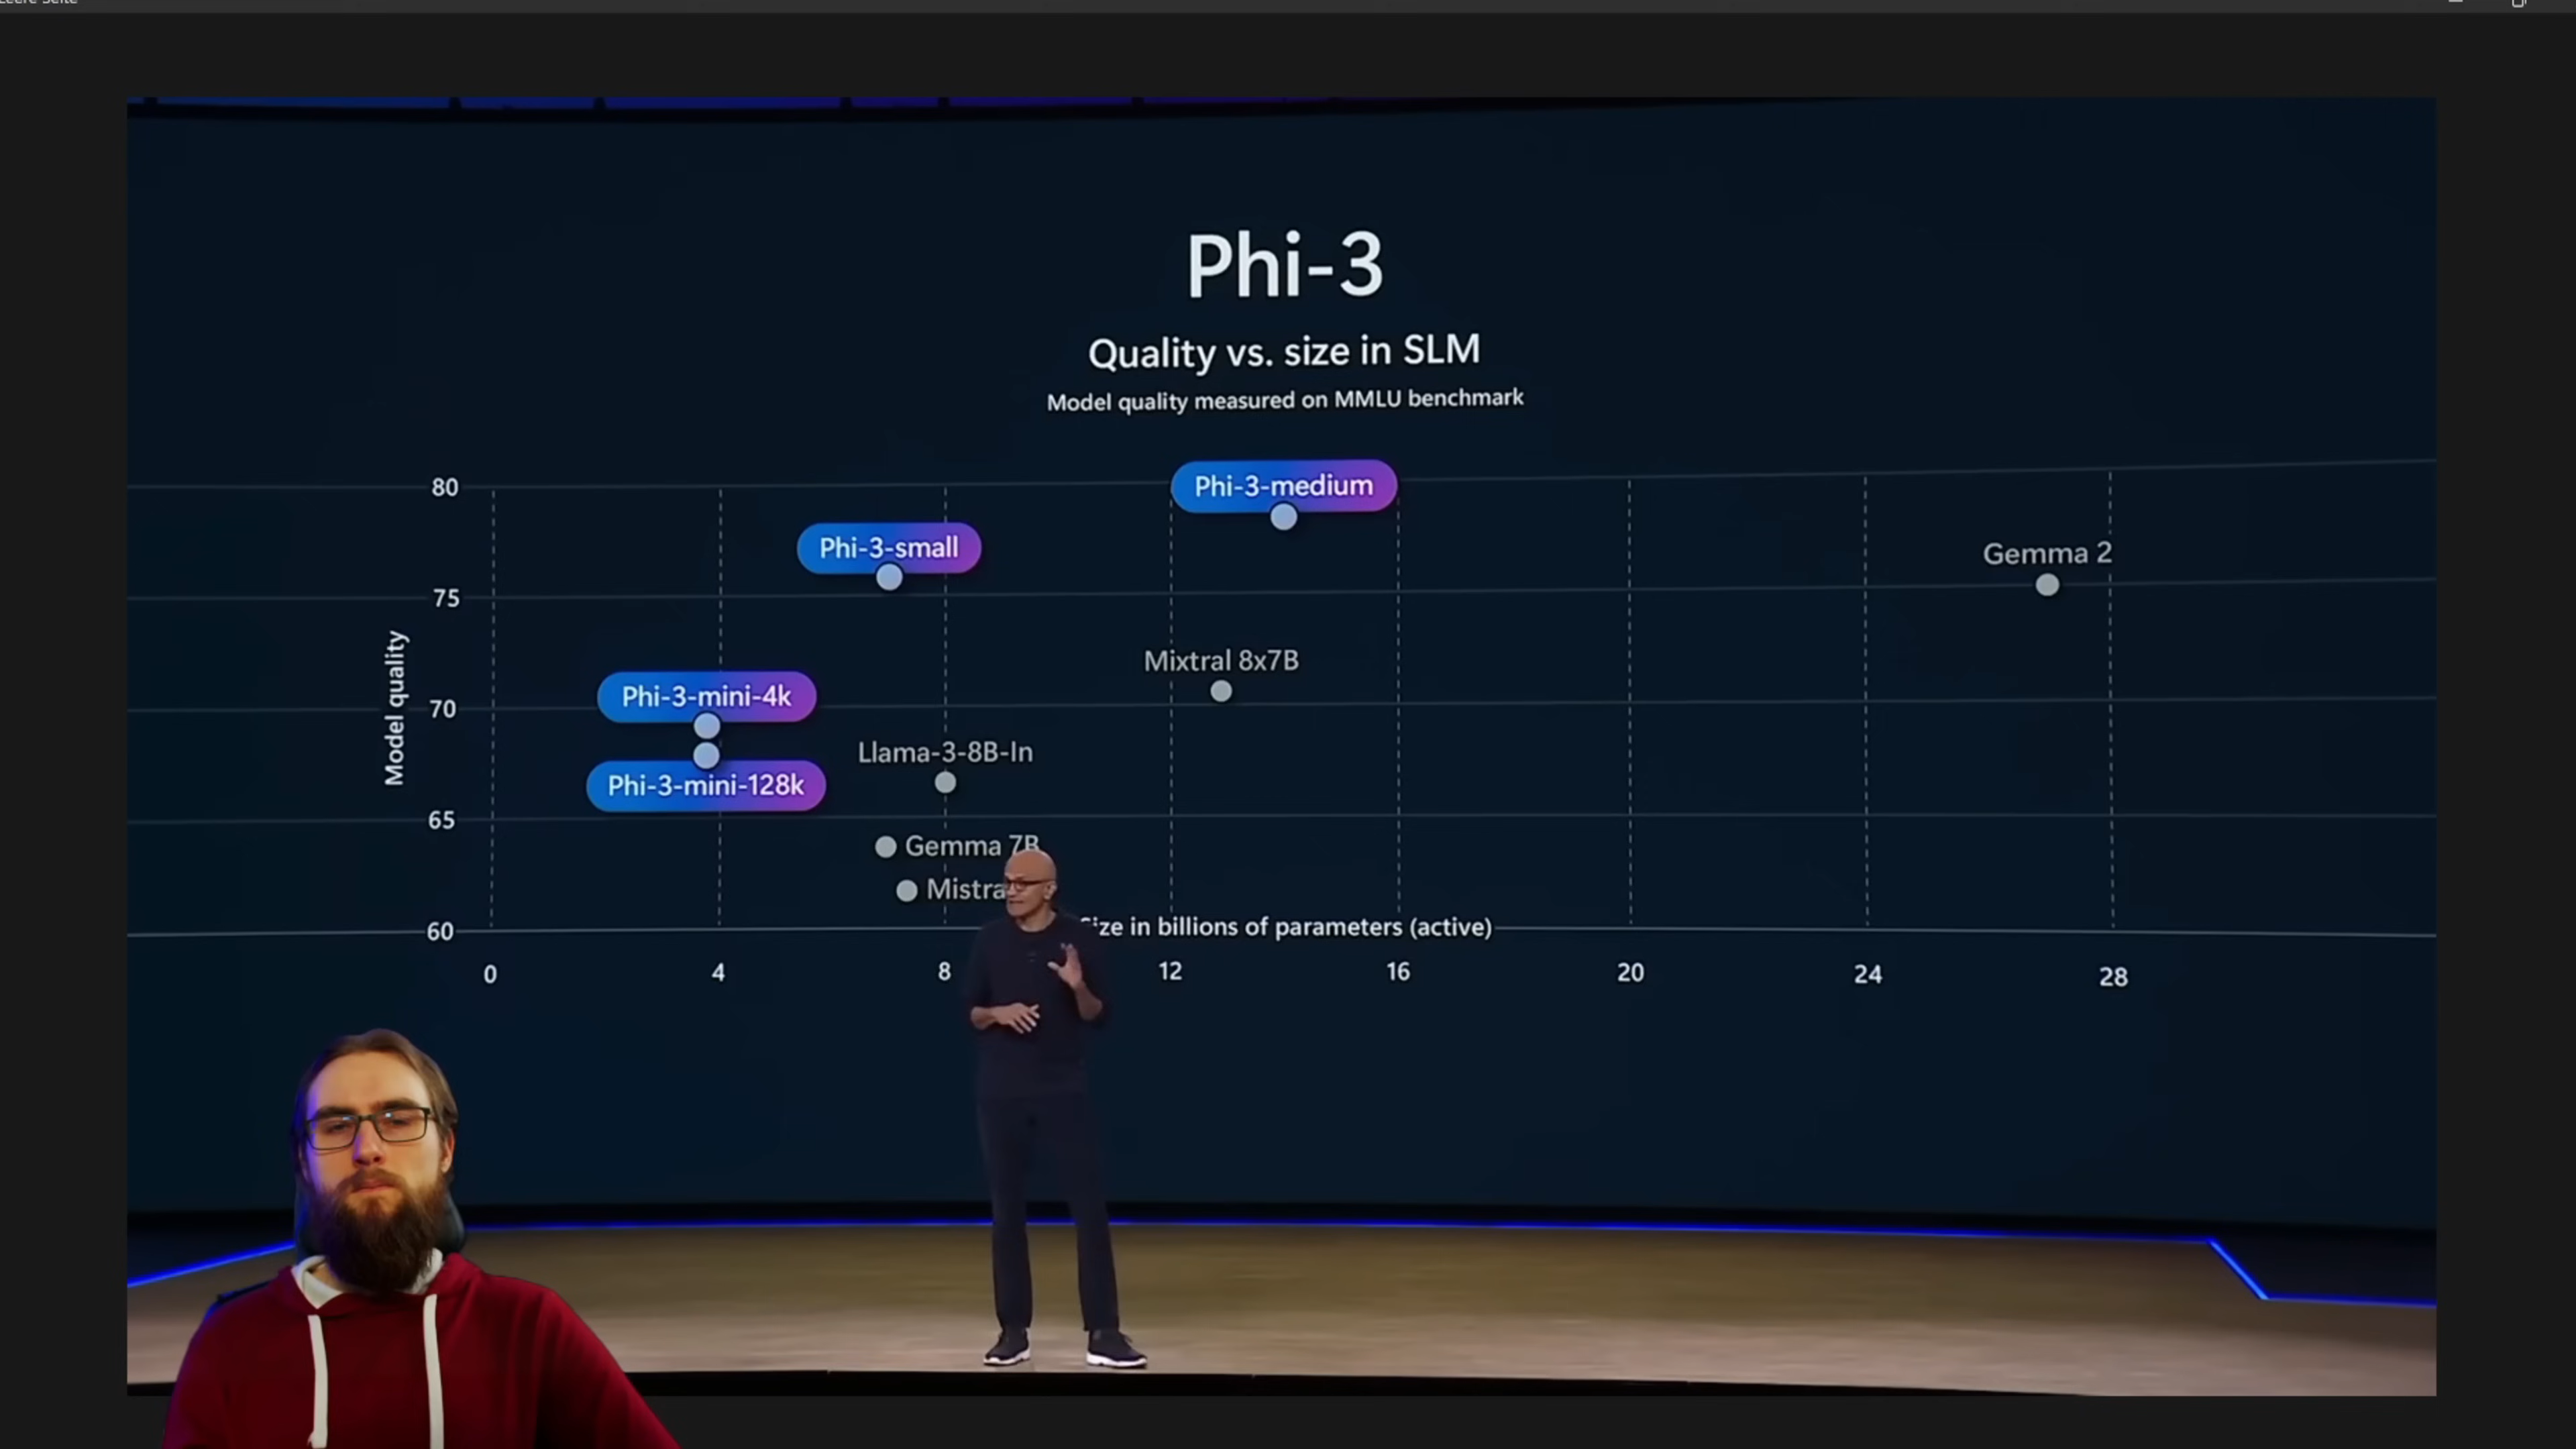 Leere Seite
Phi-3
Quality vs. size in SLM
Model quality measured on MMLU benchmark
80
Phi-3-medium
Phi-3-small
Gemma 2
75
Mixtral 8x7B
Phi-3-mini-4k
70
Model quality
Llama-3-8B-In
Phi-3-mini-128k
65
Gemma 7B
Mistra
60
Size in billions of parameters (active)
0 4 8 12 16 20 24 28